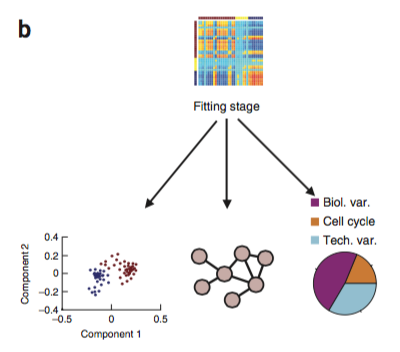 b
Fitting stage
Biol. var.
Cell cycle
Tech. var.
Component 2
0.4
0.2
0
–0.2
–0.4
–0.5
0
0.5
Component 1